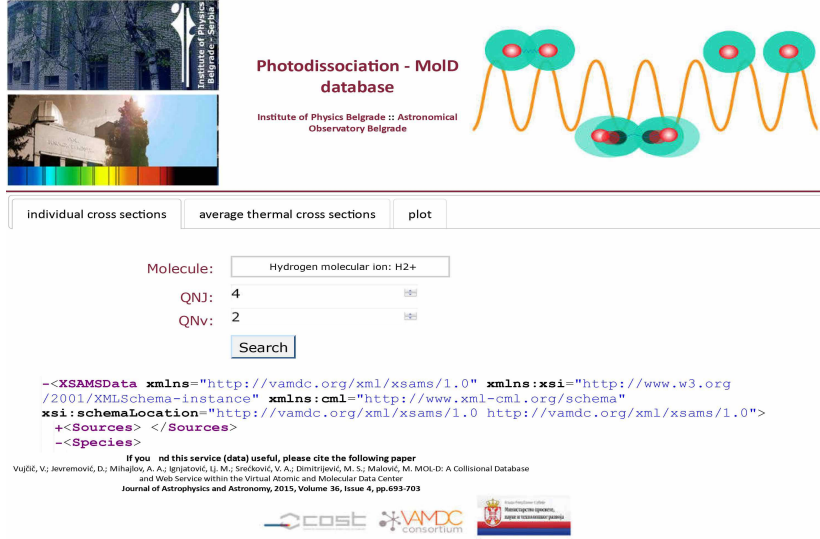 Institute of Physics
Belgrade - Serbia
Photodissociation - MolD
database
Institute of Physics Belgrade :: Astronomical
Observatory Belgrade
individual cross sections
average thermal cross sections
plot
Molecule:
Hydrogen molecular ion: H2+
QNJ:
4
QNv:
2
Search
-<XSAMSData xmlns="http://vamdc.org/xml/xsams/1.0" xmlns:xsi="http://www.w3.org
/2001/XMLSchema-instance" xmlns:cml="http://www.xml-cml.org/schema"
xsi:schemaLocation="http://vamdc.org/xml/xsams/1.0 http://vamdc.org/xml/xsams/1.0">
+<Sources> </Sources>
-<Species>
If you nd this service (data) useful, please cite the following paper
Vujčič, V.; Jevremović, D.; Mihajlov, A. A.; Ignjatović, Lj. M.; Srećković, V. A.; Dimitrijević, M. S.; Malović, M. MOL-D: A Collisional Database
and Web Service within the Virtual Atomic and Molecular Data Center
Journal of Astrophysics and Astronomy, 2015, Volume 36, Issue 4, pp.693-703
cost
VAMDC
consortium
Министарство просвете,
науке и технолошког развоја